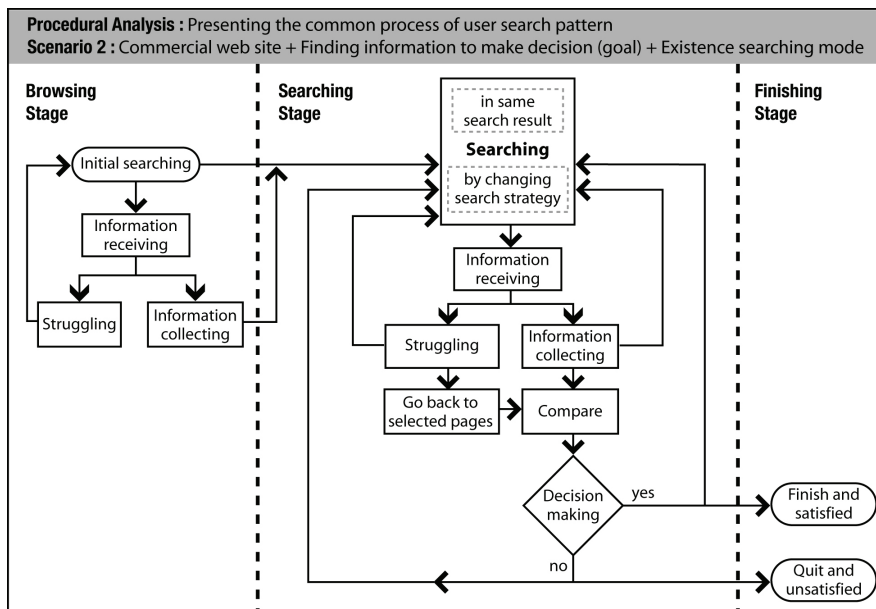 Procedural Analysis : Presenting the common process of user search pattern
Scenario 2 : Commercial web site + Finding information to make decision (goal) + Existence searching mode
Browsing
Stage
Searching
Stage
Finishing
Stage
in same
search result
Searching
by changing
search strategy
Initial searching
Information
receiving
Struggling
Information
collecting
Information
receiving
Struggling
Information
collecting
Go back to
selected pages
Compare
Decision
making
yes
no
Finish and
satisfied
Quit and
unsatisfied